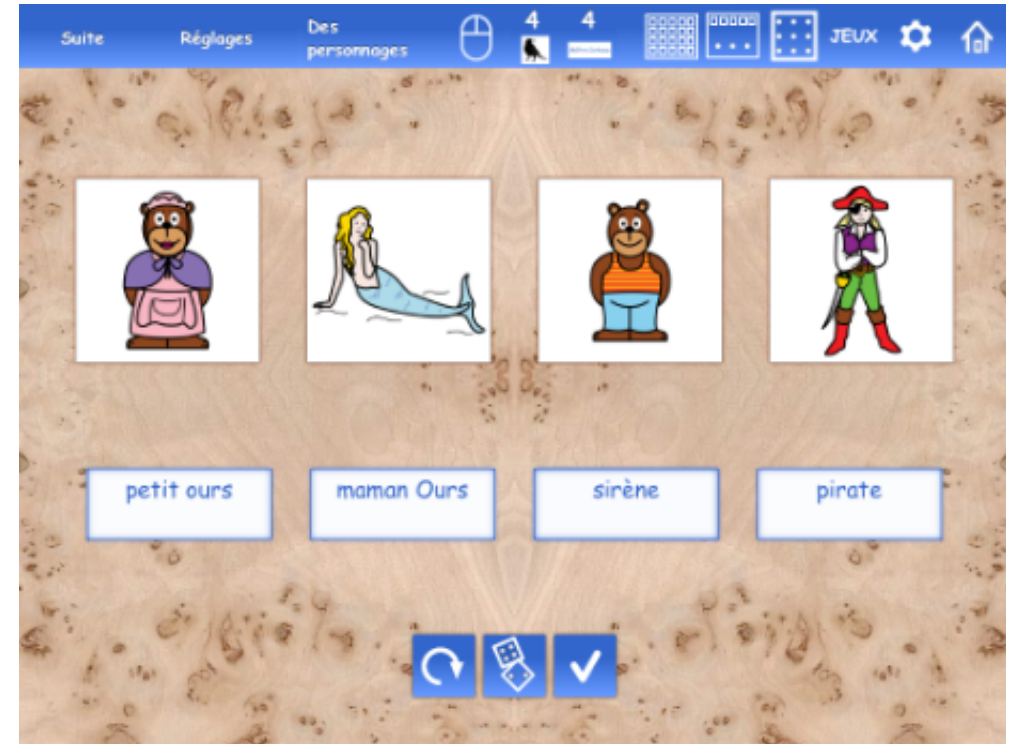 Suite
Réglages
Des
personnages
4
4
JEUX
petit ours
maman Ours
sirène
pirate